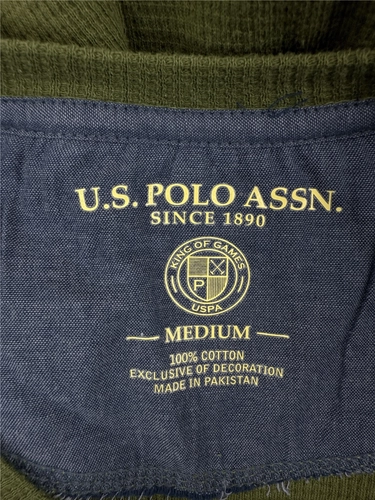 U.S. POLO ASSN.
SINCE 1890
KING OF GAMES
P
USPA
MEDIUM
100% COTTON
EXCLUSIVE OF DECORATION
MADE IN PAKISTAN